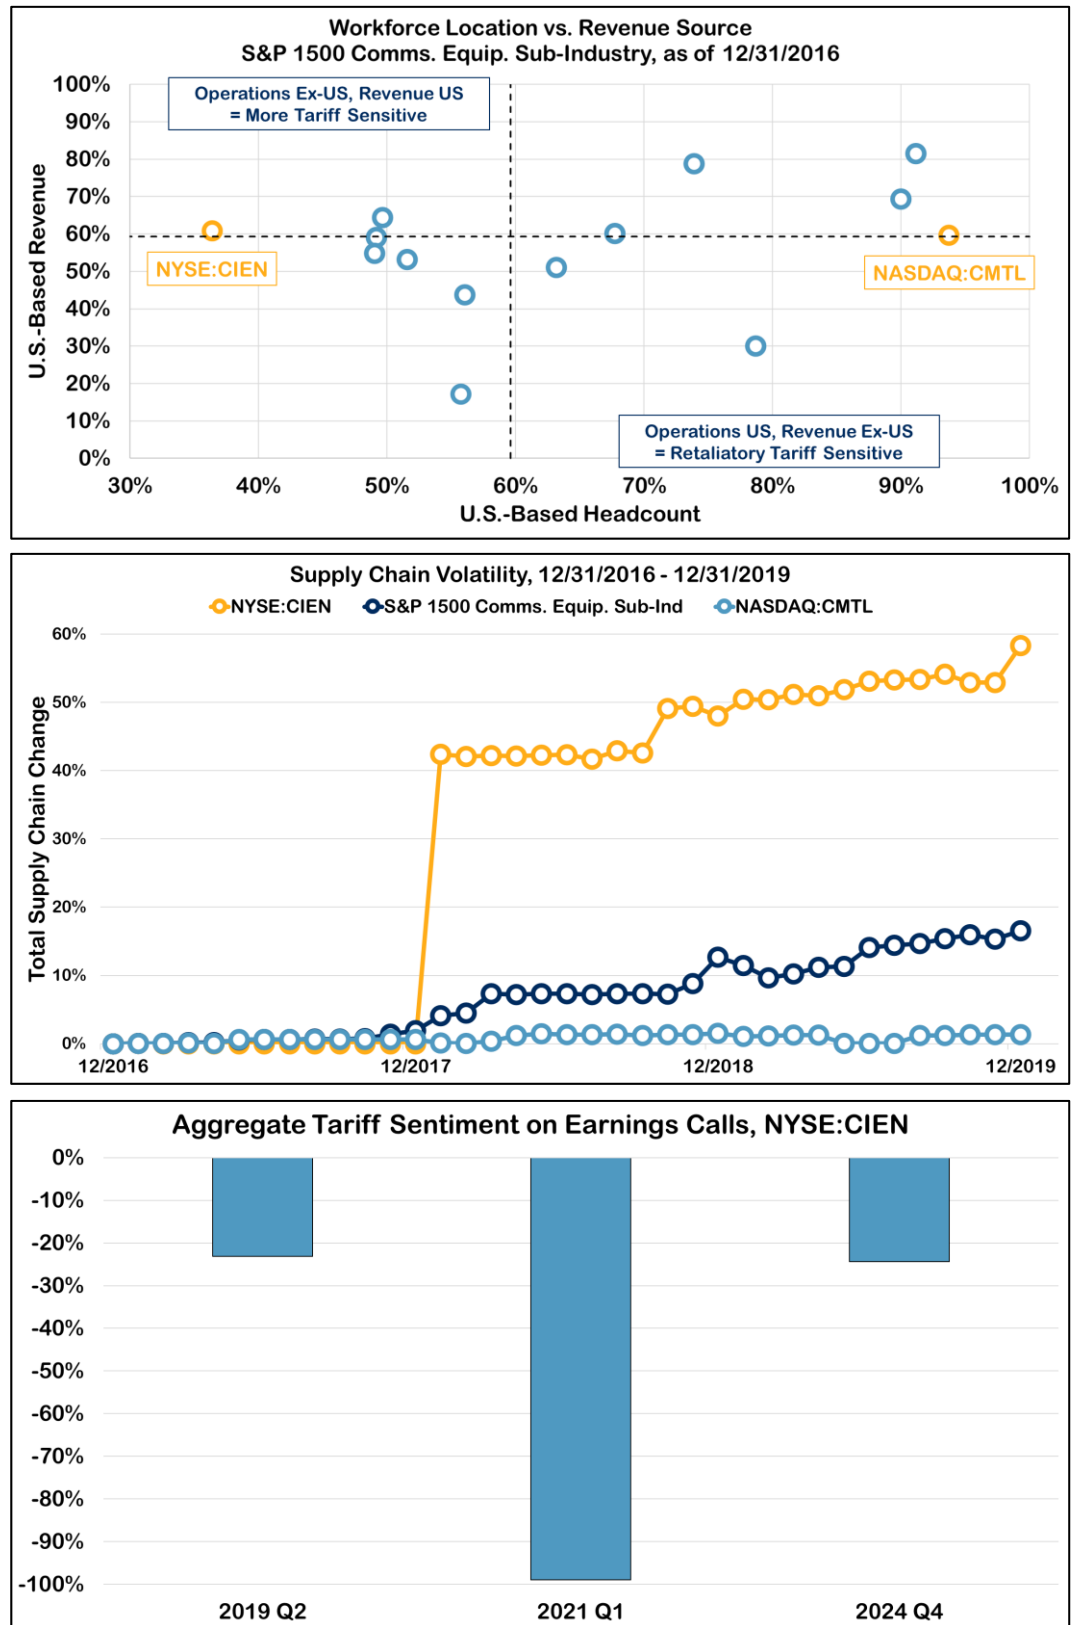 Workforce Location vs. Revenue Source
S&P 1500 Comms. Equip. Sub-Industry, as of 12/31/2016
U.S.-Based Revenue
100%
90%
80%
70%
60%
50%
40%
30%
20%
10%
0%
Operations Ex-US, Revenue US
= More Tariff Sensitive
NYSE:CIEN
NASDAQ:CMTL
Operations US, Revenue Ex-US
= Retaliatory Tariff Sensitive
30%
40%
50%
60%
70%
80%
90%
100%
U.S.-Based Headcount
Supply Chain Volatility, 12/31/2016 - 12/31/2019
NYSE:CIEN
S&P 1500 Comms. Equip. Sub-Ind
NASDAQ:CMTL
Total Supply Chain Change
60%
50%
40%
30%
20%
10%
0%
12/2016
12/2017
12/2018
12/2019
Aggregate Tariff Sentiment on Earnings Calls, NYSE:CIEN
0%
-10%
-20%
-30%
-40%
-50%
-60%
-70%
-80%
-90%
-100%
2019 Q2
2021 Q1
2024 Q4